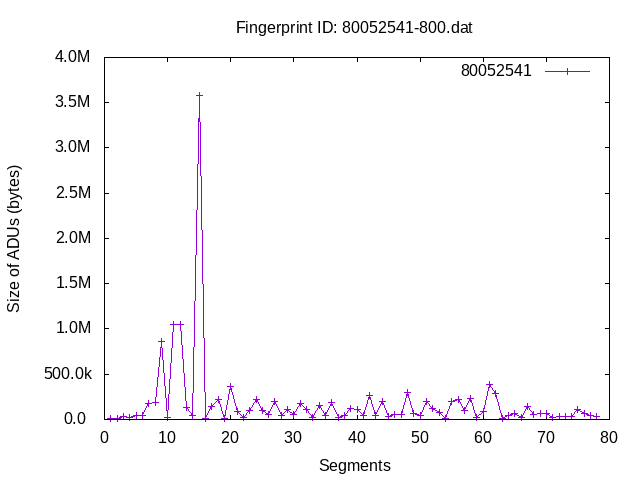 Fingerprint ID: 80052541-800.dat
80052541
4.0M
3.5M
3.0M
2.5M
2.0M
1.5M
1.0M
500.0k
0.0
Size of ADUs (bytes)
0 10 20 30 40 50 60 70 80
Segments